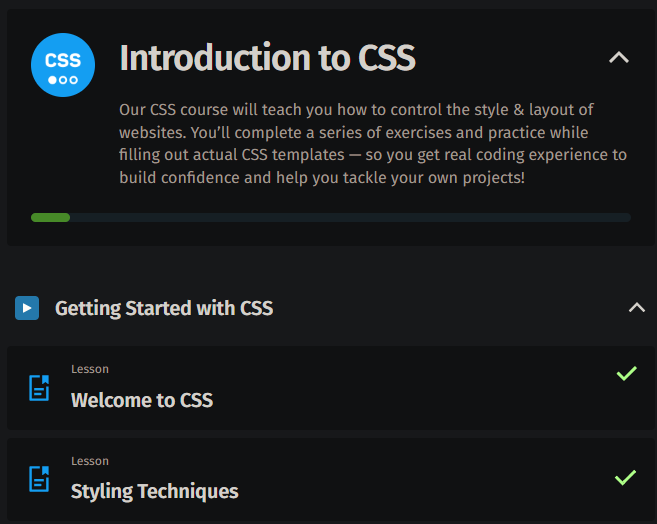 CSS
Introduction to CSS
Our CSS course will teach you how to control the style & layout of
websites. You’ll complete a series of exercises and practice while
filling out actual CSS templates — so you get real coding experience to
build confidence and help you tackle your own projects!
Getting Started with CSS
Lesson
Welcome to CSS
Lesson
Styling Techniques